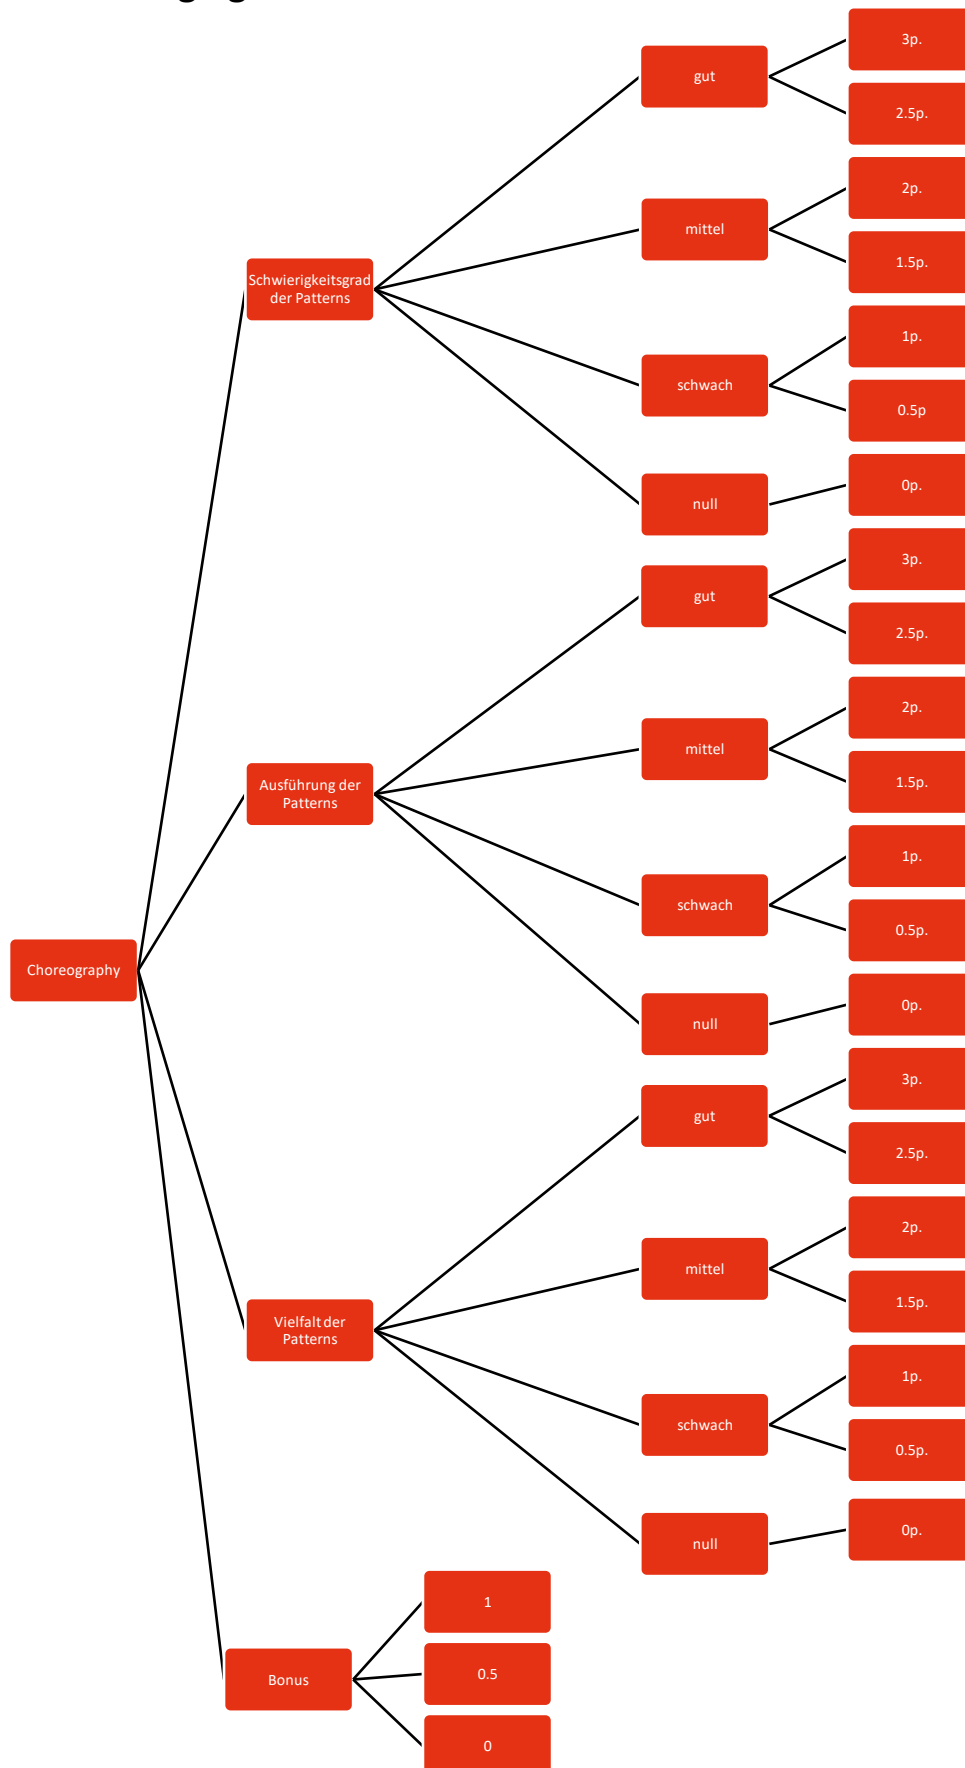 gut
3p.
2.5p.
mittel
2p.
1.5p.
Schwierigkeitsgrad
der Patterns
schwach
1p.
0.5p
null
0p.
gut
3p.
2.5p.
mittel
2p.
1.5p.
Ausführung der
Patterns
schwach
1p.
0.5p.
Choreography
null
0p.
gut
3p.
2.5p.
mittel
2p.
1.5p.
Vielfalt der
Patterns
schwach
1p.
0.5p.
null
0p.
Bonus
1
0.5
0